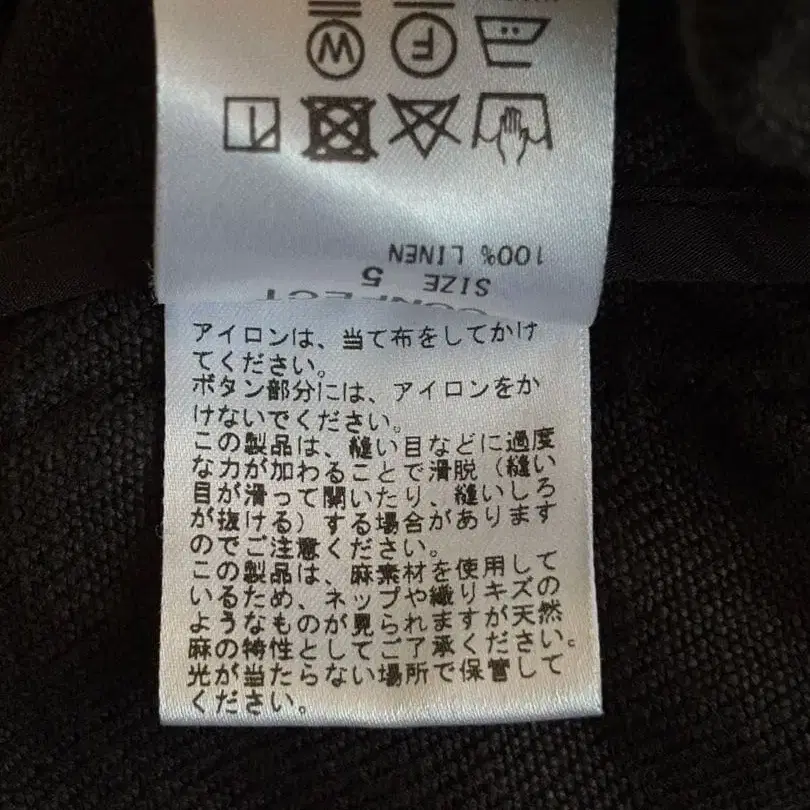 CONFECT
SIZE 5
100% LINEN
F W
アイロンは、当て布をしてかけ
てください。
ボタン部分には、アイロンをか
けないでください。
この製品は、縫い目などに過度
な力が加わることで滑脱（縫い
目が滑って開いたり、縫いしろ
が抜ける）する場合があります
のでご注意ください。
この製品は、麻素材を使用して
いるため、ネップや織りキズの
ようなものが見られますが天然
麻の特性としてご了承ください。
光が当たらない場所で保管して
ください。